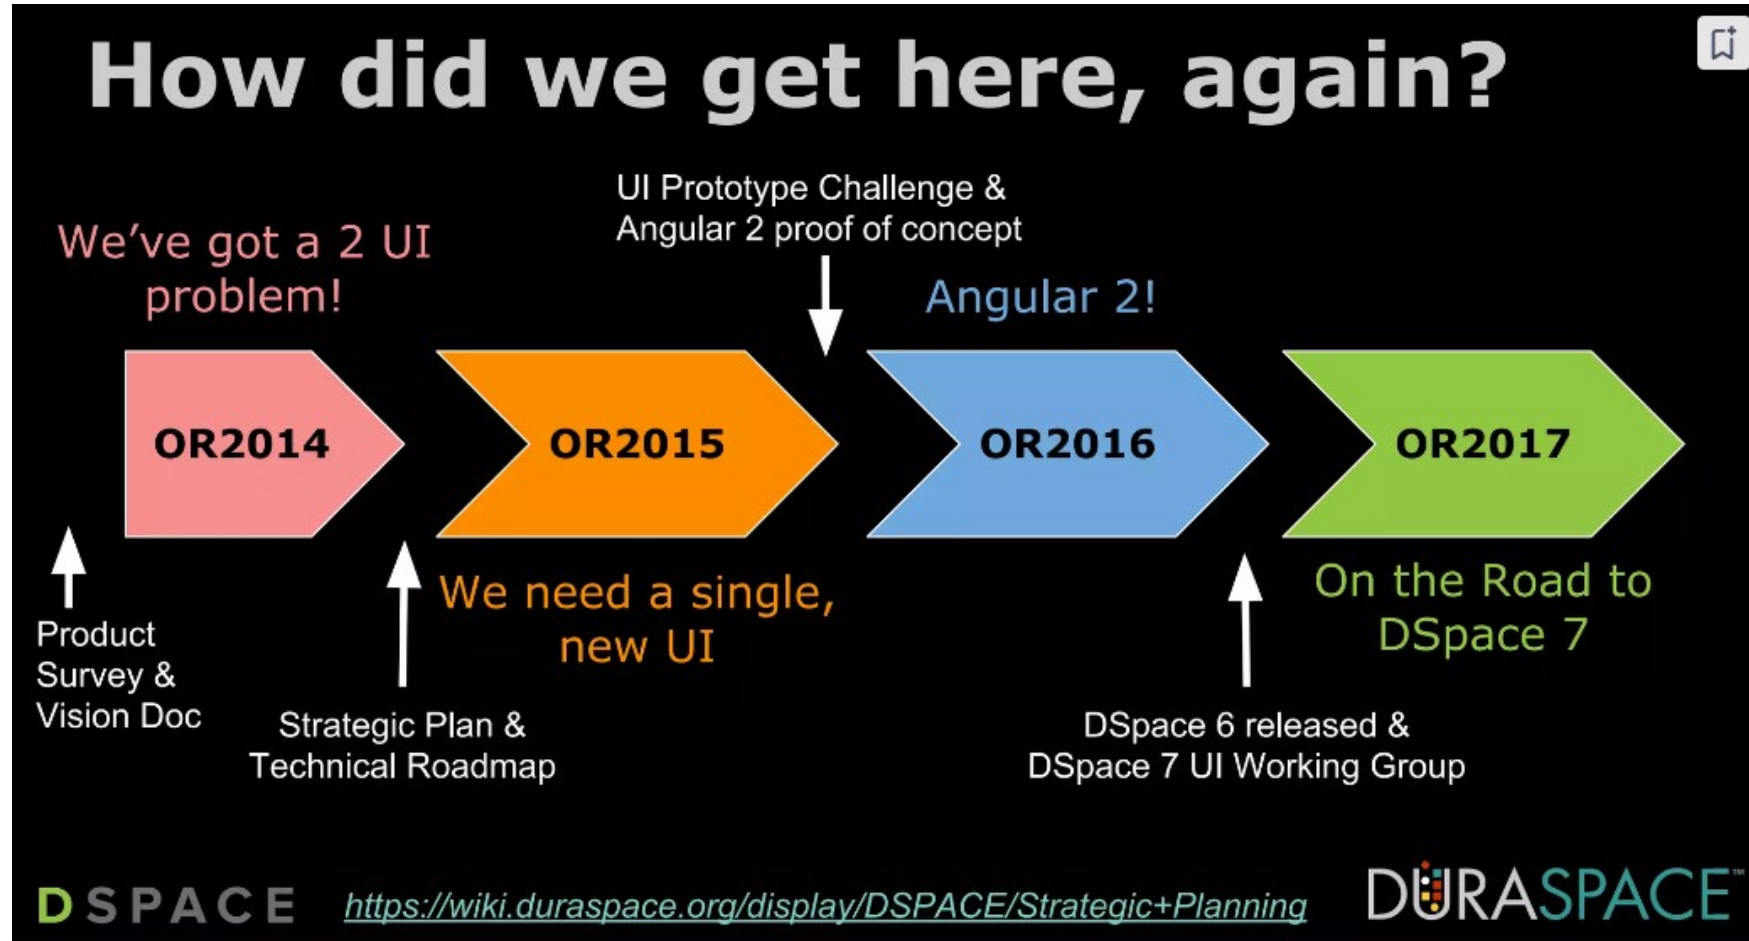 How did we get here, again?
UI Prototype Challenge &
Angular 2 proof of concept
We've got a 2 UI
problem!
Angular 2!
OR2014
OR2015
OR2016
OR2017
Product
Survey &
Vision Doc
We need a single,
new UI
On the Road to
DSpace 7
Strategic Plan &
Technical Roadmap
DSpace 6 released &
DSpace 7 UI Working Group
DSPACE
https://wiki.duraspace.org/display/DSPACE/Strategic+Planning
DURASPACE™